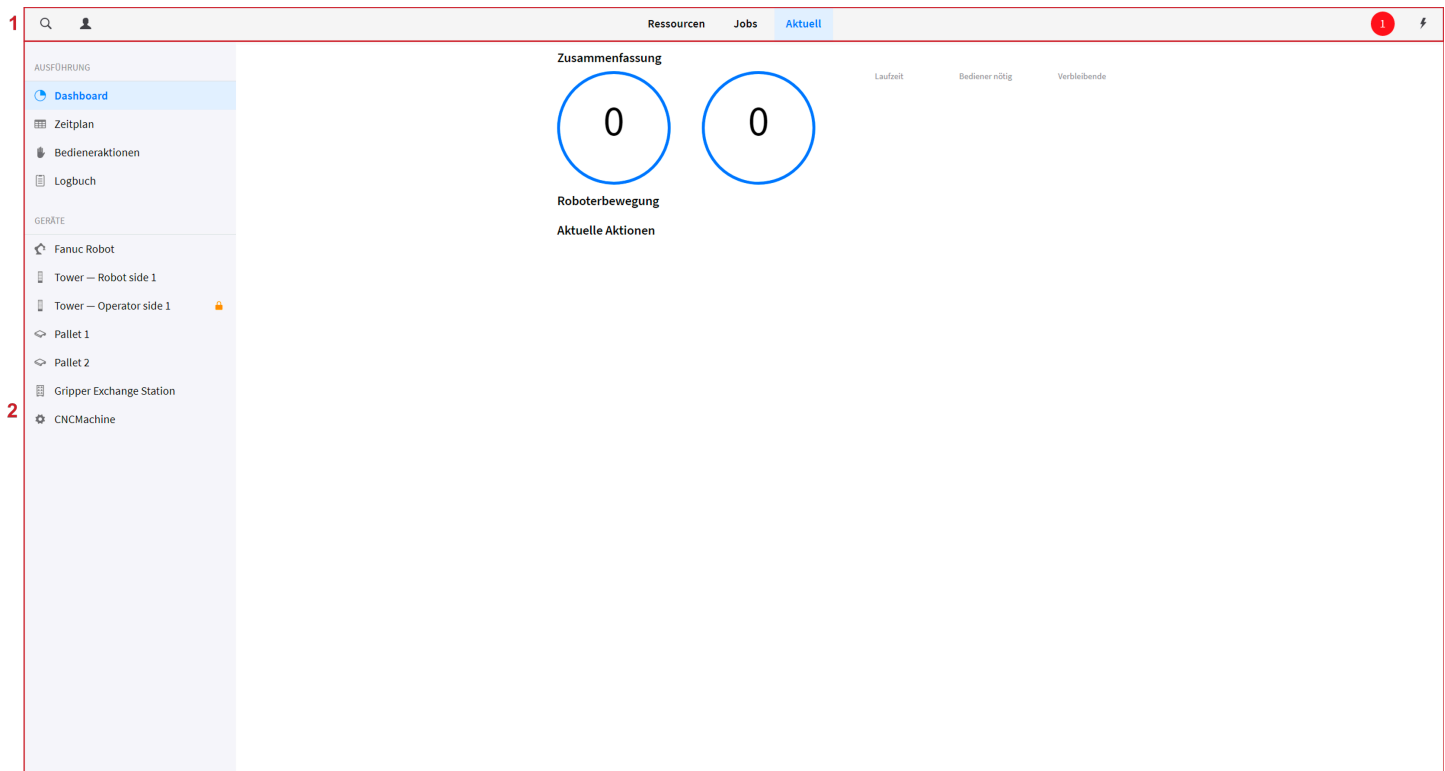 1
Ressourcen Jobs Aktuell 1
AUSFÜHRUNG
Dashboard
Zeitplan
Bedieneraktionen
Logbuch
GERÄTE
Fanuc Robot
Tower — Robot side 1
Tower — Operator side 1
Pallet 1
Pallet 2
Gripper Exchange Station
2
CNCMachine
Zusammenfassung
Laufzeit Bediener nötig Verbleibende
0 0
Roboterbewegung
Aktuelle Aktionen